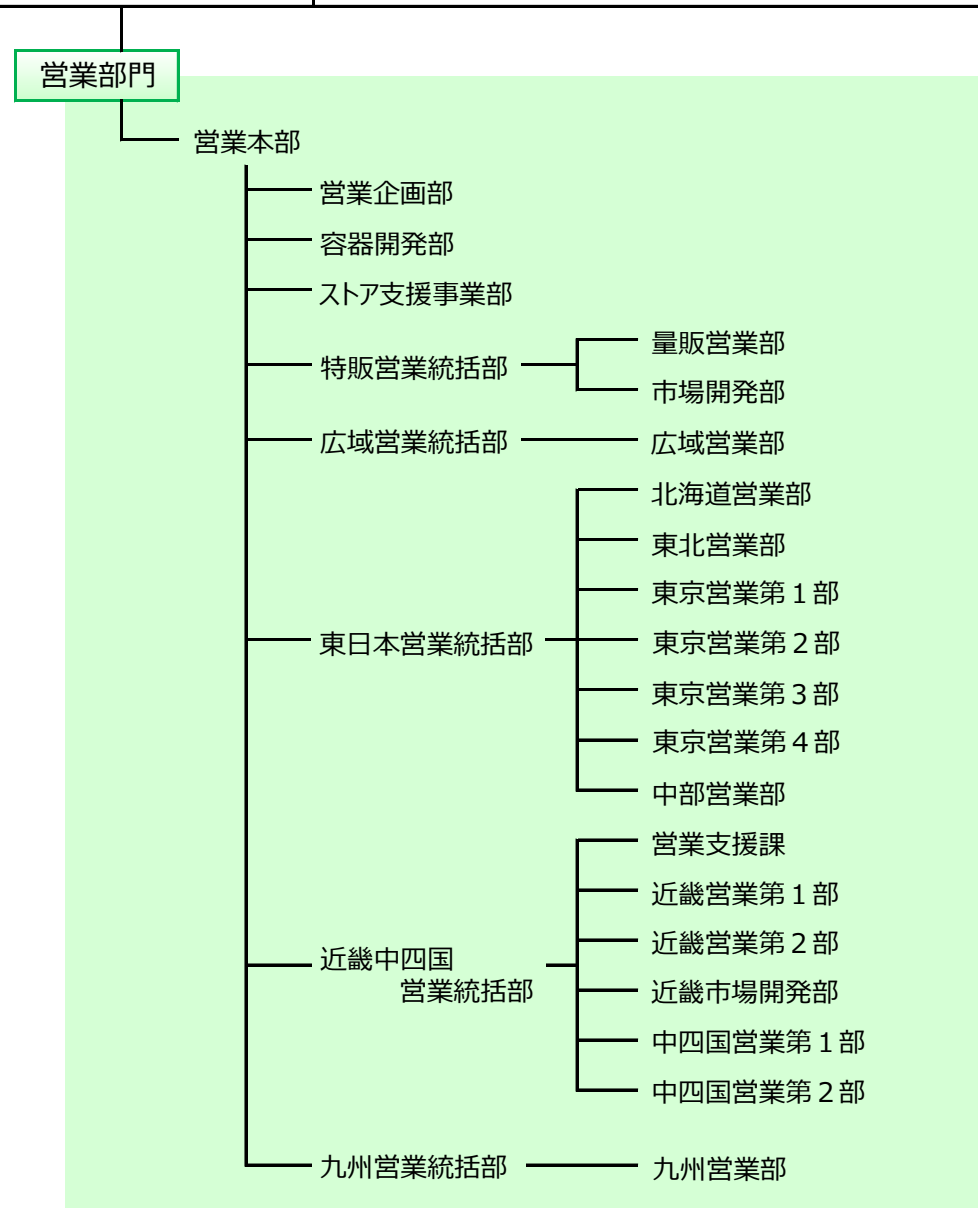 営業部門
営業本部
営業企画部
容器開発部
ストア支援事業部
特販営業統括部
量販営業部
市場開発部
広域営業統括部
広域営業部
東日本営業統括部
北海道営業部
東北営業部
東京営業第1部
東京営業第2部
東京営業第3部
東京営業第4部
中部営業部
近畿中四国
営業統括部
営業支援課
近畿営業第1部
近畿営業第2部
近畿市場開発部
中四国営業第1部
中四国営業第2部
九州営業統括部
九州営業部